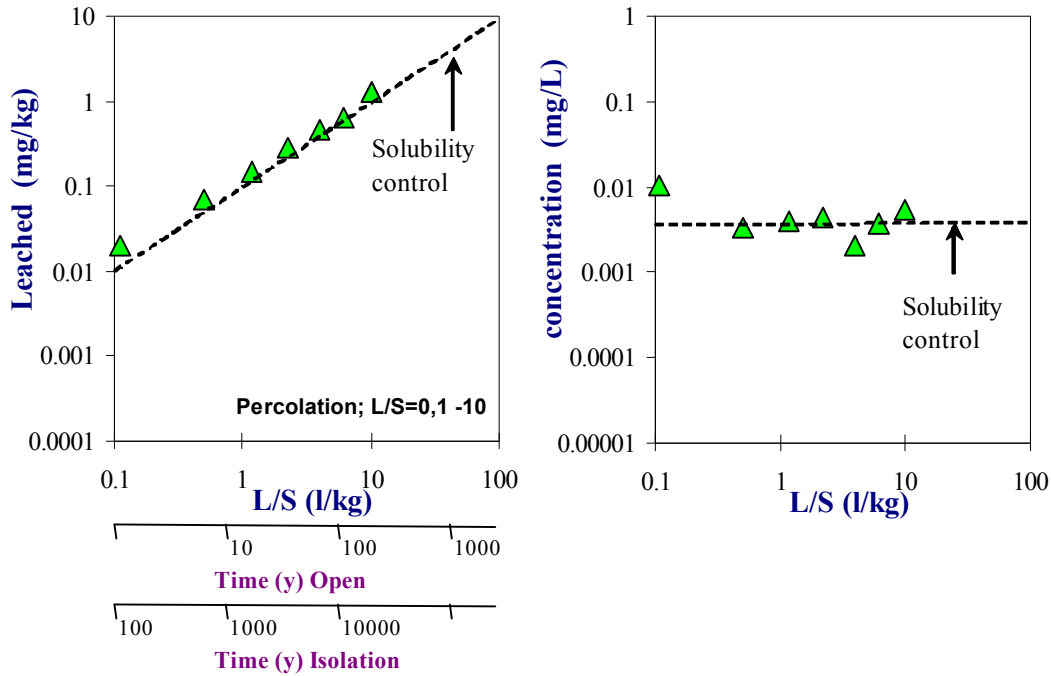 10
1
0.1
0.01
0.001
0.0001
Leached (mg/kg)
Solubility
control
Percolation; L/S=0,1 -10
0.1 1 10 100
L/S (l/kg)
10 100 1000
Time (y) Open
100 1000 10000
Time (y) Isolation
1
0.1
0.01
0.001
0.0001
0.00001
concentration (mg/L)
Solubility
control
0.1 1 10 100
L/S (l/kg)